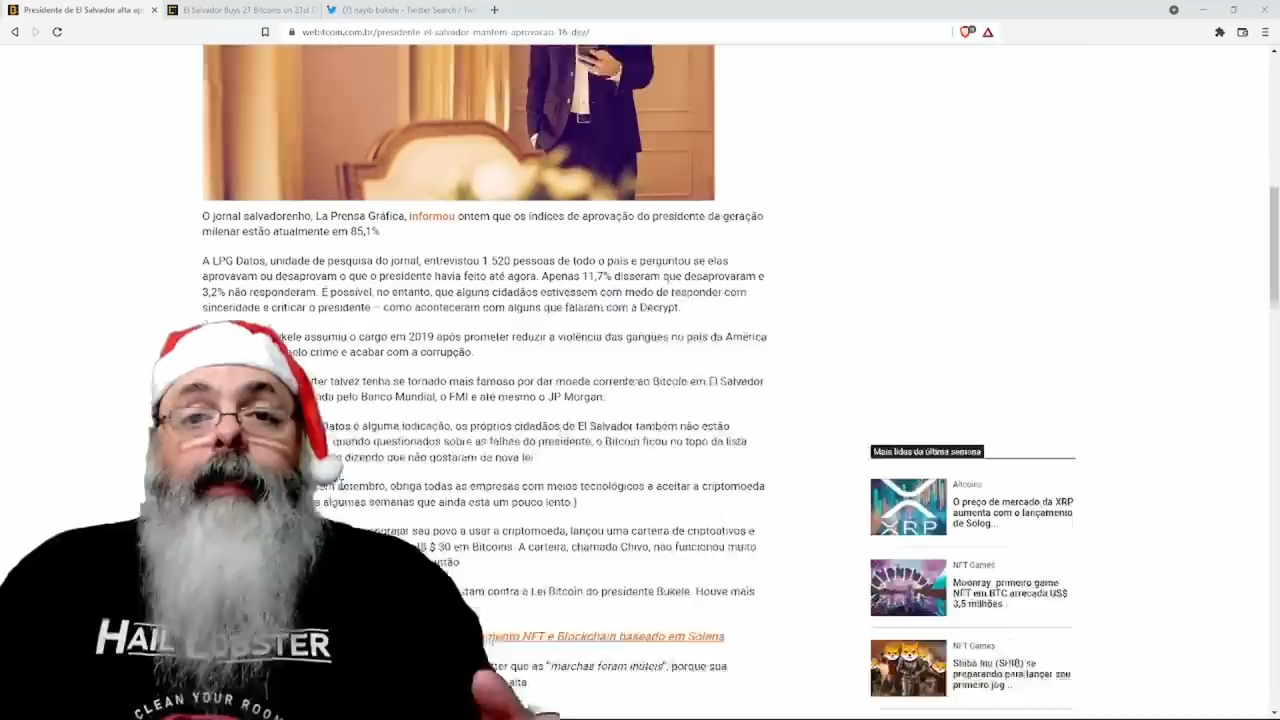 Presidente de El Salvador alta ap
El Salvador Buys 21 Bitcoins on 21st D
(7) nayib bukele - Twitter Search / Tw
webitcoin.com.br/presidente-el-salvador-mantem-aprovacao-16-dez/
O jornal salvadorenho, La Prensa Gráfica, informou ontem que os índices de aprovação do presidente da geração
milenar estão atualmente em 85,1%.
A LPG Datos, unidade de pesquisa do jornal, entrevistou 1.520 pessoas de todo o país e perguntou se elas
aprovavam ou desaprovam o que o presidente havia feito até agora. Apenas 11,7% disseram que desaprovaram e
3,2% não responderam. É possível, no entanto, que alguns cidadãos estivessem com medo de responder com
sinceridade e criticar o presidente – como aconteceram com alguns que falaram com a Decrypt.
ukele assumiu o cargo em 2019 após prometer reduzir a violência das gangues no país da América
pelo crime e acabar com a corrupção.
ter talvez tenha se tornado mais famoso por dar moeda corrente ao Bitcoin em El Salvador
ada pelo Banco Mundial, o FMI e até mesmo o JP Morgan.
Datos é alguma indicação, os próprios cidadãos de El Salvador também não estão
quando questionados sobre as falhas do presidente, o Bitcoin ficou no topo da lista
dizendo que não gostaram da nova lei
etembro, obriga todas as empresas com meios tecnológicos a aceitar a criptomoeda
algumas semanas que ainda está um pouco lento.)
seu povo a usar a criptomoeda, lançou uma carteira de criptoativos e
$ 30 em Bitcoins. A carteira, chamada Chivo, não funcionou muito
então
stam contra a Lei Bitcoin do presidente Bukele. Houve mais
mento NFT e Blockchain baseado em Solana
ter que as "marchas foram inúteis", porque sua
alta
Mais lidas da última semana
Altcoins
O preço de mercado da XRP
aumenta com o lançamento
de Solog...
XRP
NFT Games
Moonray: primeiro game
NFT em BTC arrecada US$
3,5 milhões
NFT Games
Shiba Inu (SHIB) se
preparando para lançar seu
primeiro jog...
CLEAN YOUR ROOM